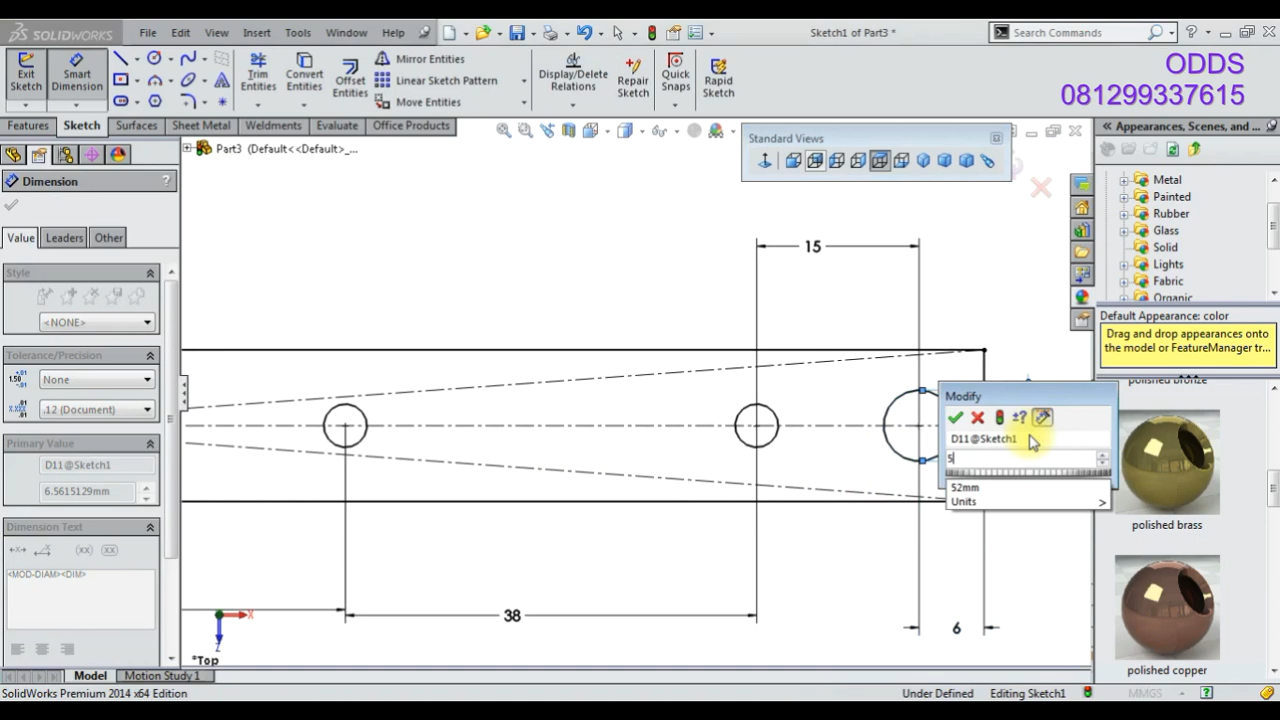 SOLIDWORKS File Edit View Insert Tools Window Help Sketch1 of Part3 * Search Commands ?
ODDS
081299337615
Exit Sketch
Smart Dimension
Trim Entities
Convert Entities
Offset Entities
Mirror Entities
Linear Sketch Pattern
Move Entities
Display/Delete Relations
Repair Sketch
Quick Snaps
Rapid Sketch
Features Sketch Surfaces Sheet Metal Weldments Evaluate Office Products
Appearances, Scenes, and ...
Standard Views
Part3 (Default<<Default>_...
Dimension ?
Value Leaders Other
Style
<NONE>
Tolerance/Precision
None
.12 (Document)
Primary Value
D11@Sketch1
6.5615129mm
Dimension Text
<MOD-DIAM><DIM>
15
38
6
Modify
D11@Sketch1
5
52mm
Units >
X
Z
*Top
Metal
Painted
Rubber
Glass
Solid
Lights
Fabric
Organic
Default Appearance: color
Drag and drop appearances onto
the model or FeatureManager tr...
polished bronze
polished brass
polished copper
Model Motion Study 1
SolidWorks Premium 2014 x64 Edition
Under Defined Editing Sketch1 MMGS ?